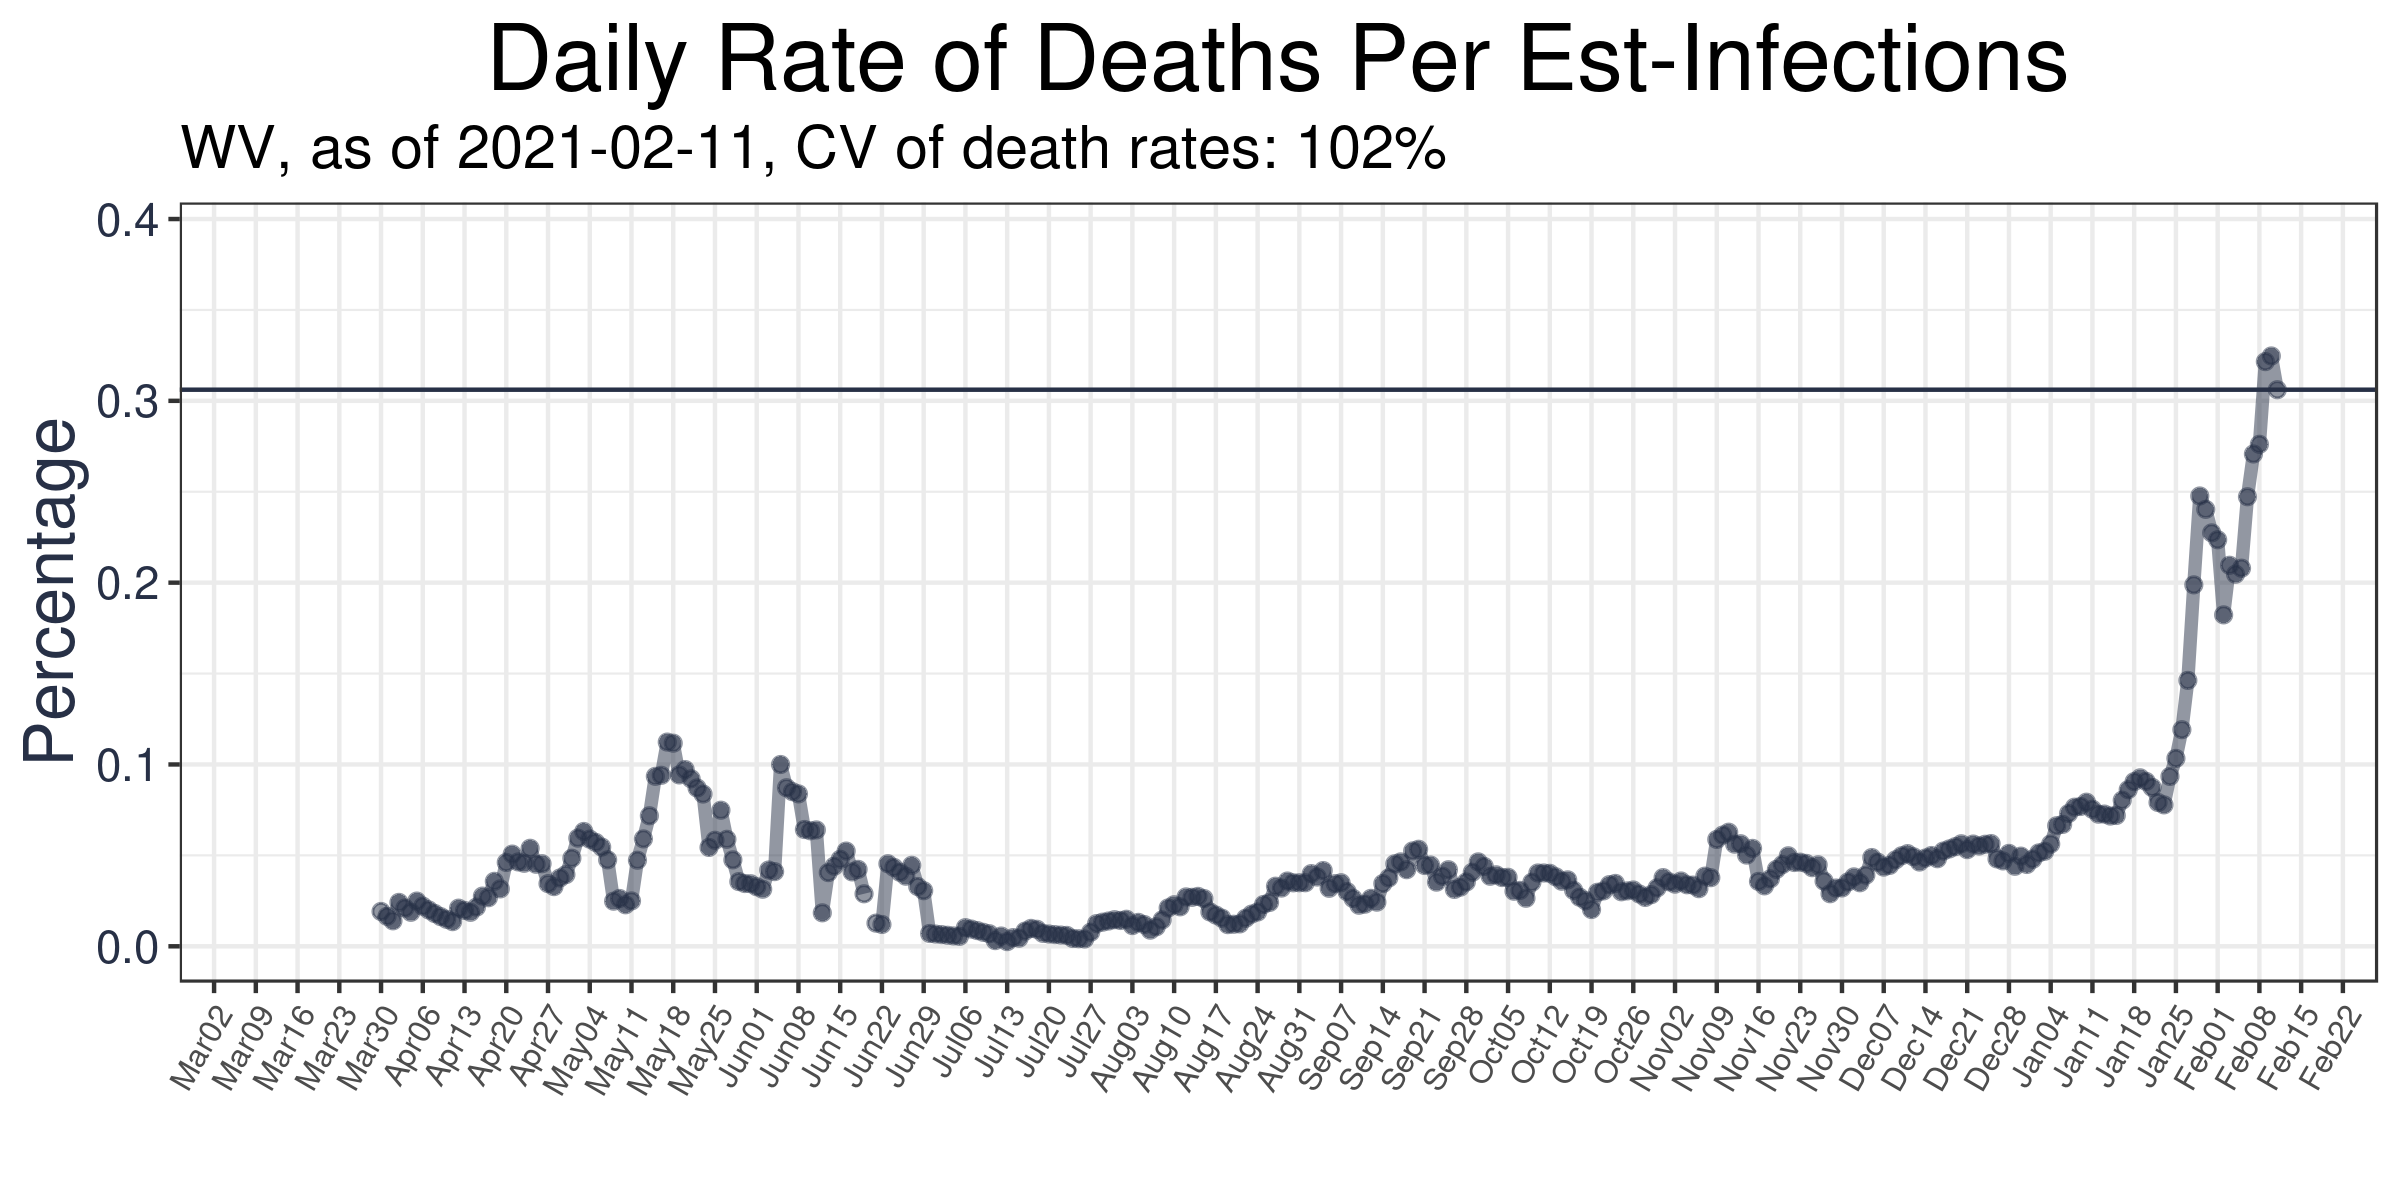 Daily Rate of Deaths Per Est-Infections
WV, as of 2021-02-11, CV of death rates: 102%
Percentage
0.4
0.3
0.2
0.1
0.0
Mar02 Mar09 Mar16 Mar23 Mar30 Apr06 Apr13 Apr20 Apr27 May04 May11 May18 May25 Jun01 Jun08 Jun15 Jun22 Jun29 Jul06 Jul13 Jul20 Jul27 Aug03 Aug10 Aug17 Aug24 Aug31 Sep07 Sep14 Sep21 Sep28 Oct05 Oct12 Oct19 Oct26 Nov02 Nov09 Nov16 Nov23 Nov30 Dec07 Dec14 Dec21 Dec28 Jan04 Jan11 Jan18 Jan25 Feb01 Feb08 Feb15 Feb22